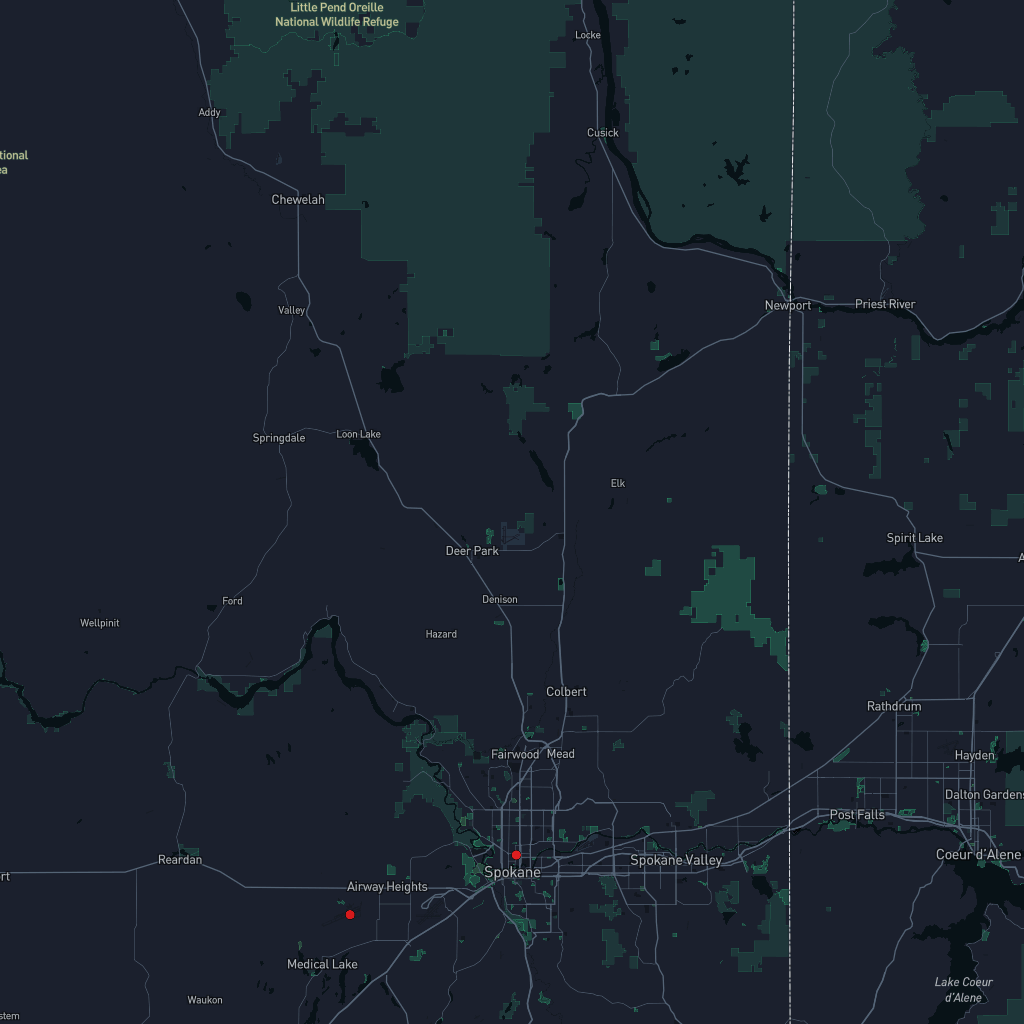 Little Pend Oreille
National Wildlife Refuge
Locke
Addy
Cusick
tional
ea
Chewelah
Newport
Priest River
Valley
Springdale
Loon Lake
Elk
Spirit Lake
Deer Park
A
Denison
Ford
Wellpinit
Hazard
Colbert
Rathdrum
Fairwood
Mead
Hayden
Dalton Gardens
Post Falls
Coeur d'Alene
Reardan
Spokane Valley
Spokane
rt
Airway Heights
Medical Lake
Lake Coeur
d'Alene
Waukon
stem